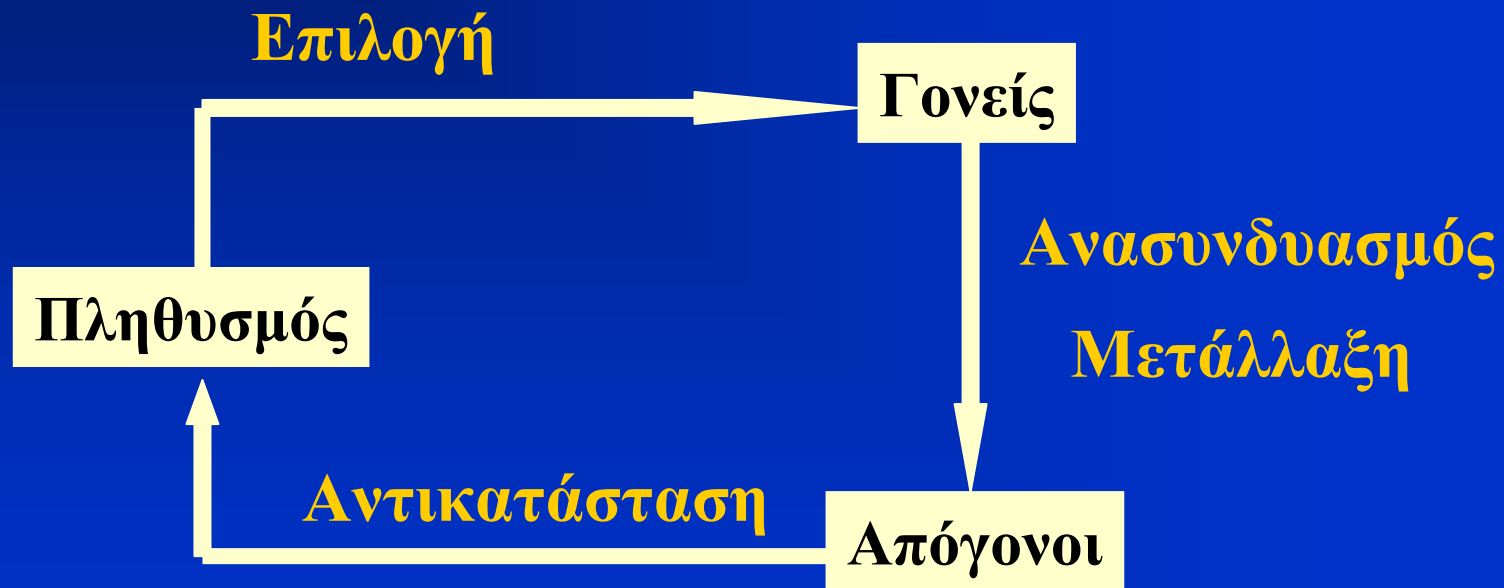 Επιλογή
Γονείς
Ανασυνδυασμός
Πληθυσμός
Μετάλλαξη
Αντικατάσταση
Απόγονοι